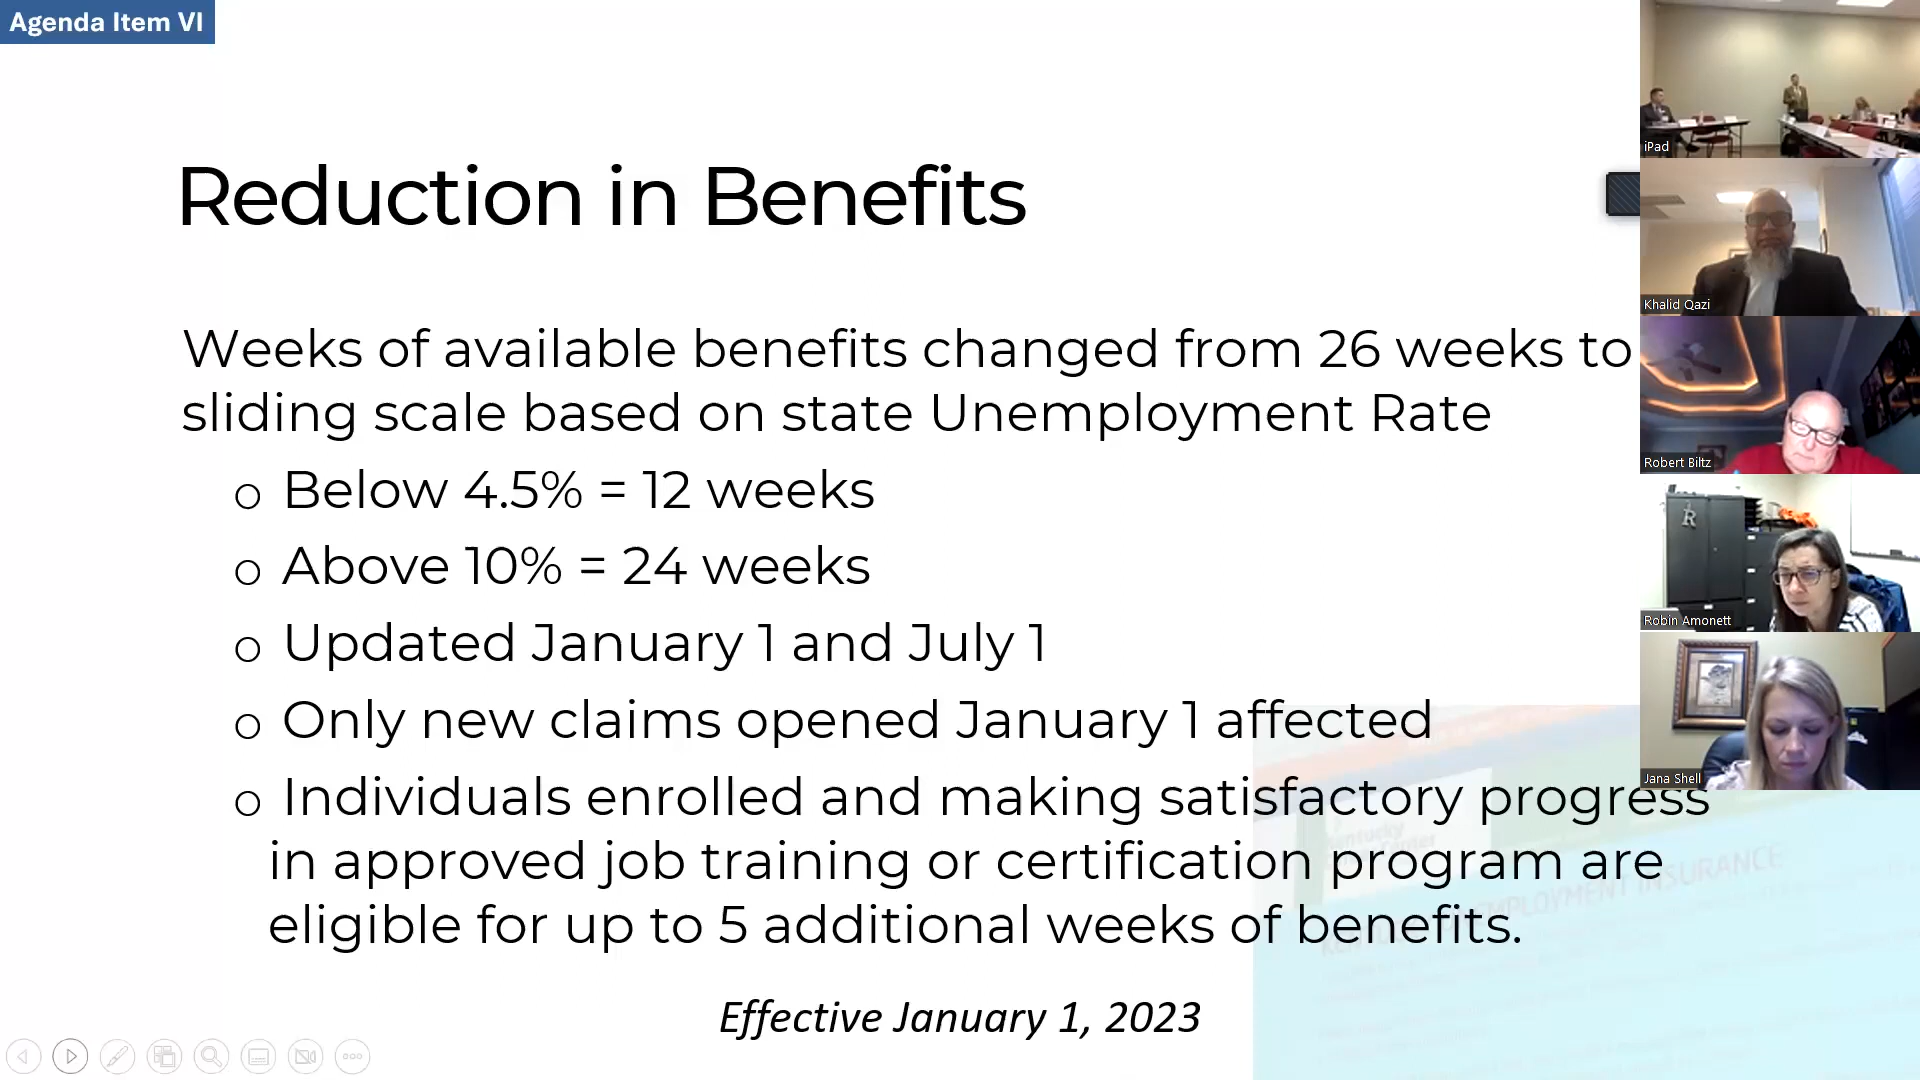 Agenda Item VI
Reduction in Benefits
Weeks of available benefits changed from 26 weeks to
sliding scale based on state Unemployment Rate
o Below 4.5% = 12 weeks
o Above 10% = 24 weeks
o Updated January 1 and July 1
o Only new claims opened January 1 affected
o Individuals enrolled and making satisfactory progress
in approved job training or certification program are
eligible for up to 5 additional weeks of benefits.
Effective January 1, 2023
iPad
Khalid Qazi
Robert Biltz
R
Robin Amonett
Jana Shell
INSURANCE